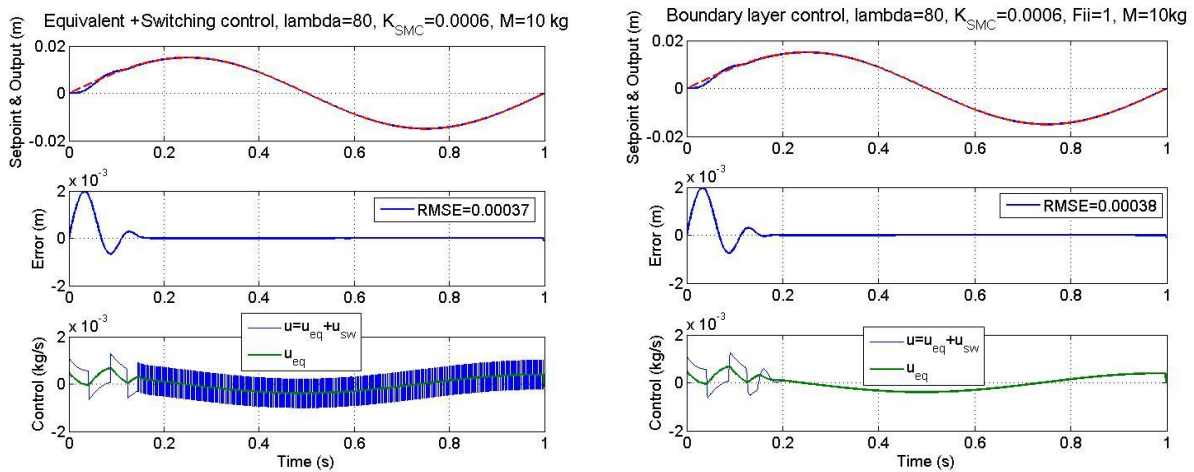 Equivalent +Switching control, lambda=80, K_SMC=0.0006, M=10 kg
Setpoint & Output (m)
0.02
0
-0.02
0 0.2 0.4 0.6 0.8 1
x 10^-3
Error (m)
2
0
-2
RMSE=0.00037
0 0.2 0.4 0.6 0.8 1
x 10^-3
Control (kg/s)
2
0
-2
u=u_eq+u_sw
u_eq
0 0.2 0.4 0.6 0.8 1
Time (s)
Boundary layer control, lambda=80, K_SMC=0.0006, Fii=1, M=10kg
Setpoint & Output (m)
0.02
0
-0.02
0 0.2 0.4 0.6 0.8 1
x 10^-3
Error (m)
2
0
-2
RMSE=0.00038
0 0.2 0.4 0.6 0.8 1
x 10^-3
Control (kg/s)
2
0
-2
u=u_eq+u_sw
u_eq
0 0.2 0.4 0.6 0.8 1
Time (s)